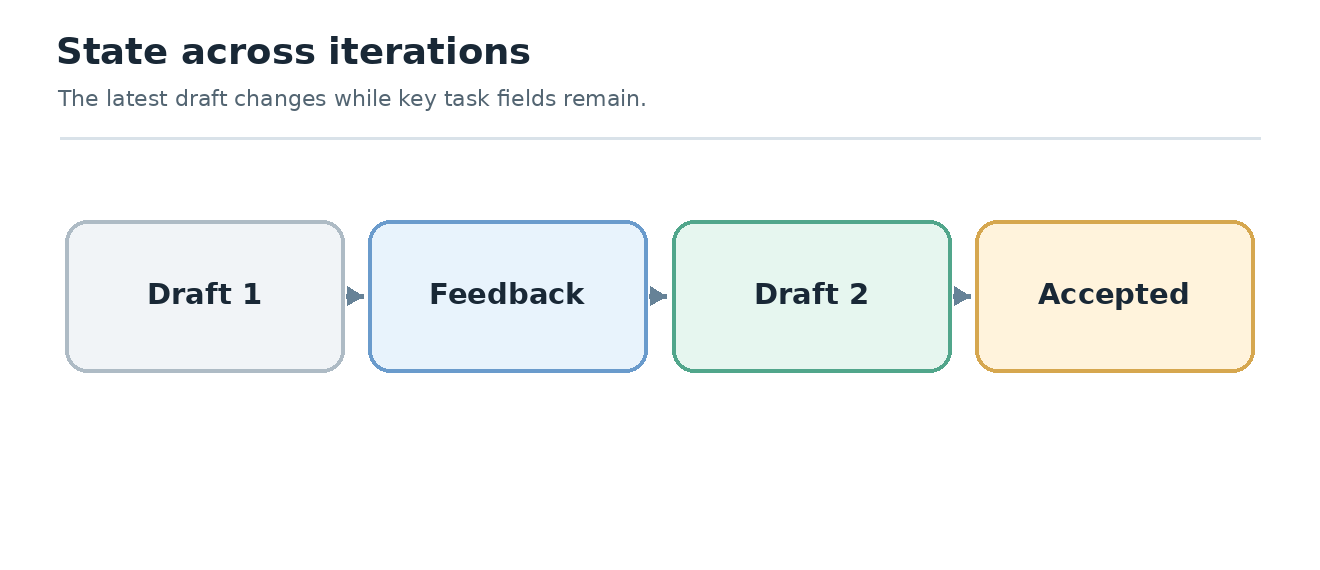 State across iterations
The latest draft changes while key task fields remain.
Draft 1
Feedback
Draft 2
Accepted